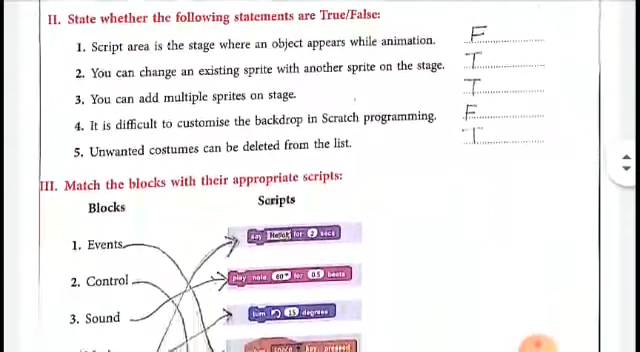 II. State whether the following statements are True/False:
1. Script area is the stage where an object appears while animation. F
2. You can change an existing sprite with another sprite on the stage. T
3. You can add multiple sprites on stage. T
4. It is difficult to customise the backdrop in Scratch programming. F
5. Unwanted costumes can be deleted from the list. T
III. Match the blocks with their appropriate scripts:
Blocks Scripts
say Hello! for 2 secs
1. Events
2. Control play note 60 for 0.5 beats
3. Sound turn 15 degrees
space key pressed